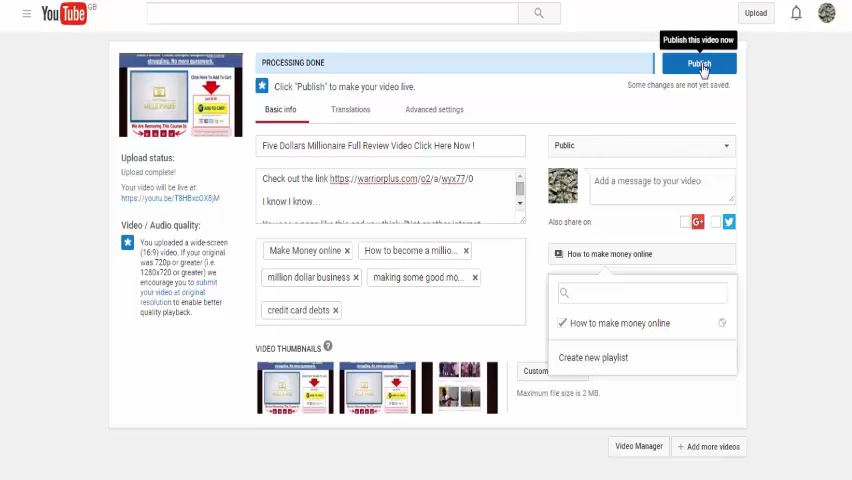 YouTube GB
Upload
Publish this video now
PROCESSING DONE
Publish
Click "Publish" to make your video live.
Some changes are not yet saved.
Basic info
Translations
Advanced settings
Five Dollars Millionaire Full Review Video Click Here Now !
Public
Upload status:
Upload complete!
Your video will be live at:
https://youtu.be/T8HBxc0X8jM
Check out the link https://warriorplus.com/o2/a/wyx77/0
I know I know...
Add a message to your video
Also share on
Video / Audio quality:
You uploaded a wide-screen
(16:9) video. If your original
was 720p or greater (i.e.
1280x720 or greater) we
encourage you to submit
your video at original
resolution to enable better
quality playback.
Make Money online
How to become a millio...
million dollar business
making some good mo...
credit card debts
How to make money online
How to make money online
Create new playlist
VIDEO THUMBNAILS
Custom
Maximum file size is 2 MB.
Video Manager
+ Add more videos